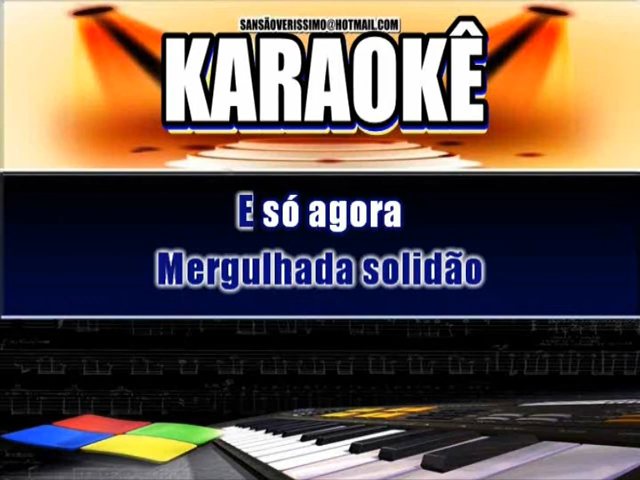 SANSÃOVERISSIMO@HOTMAIL.COM
KARAOKÊ
E só agora
Mergulhada solidão